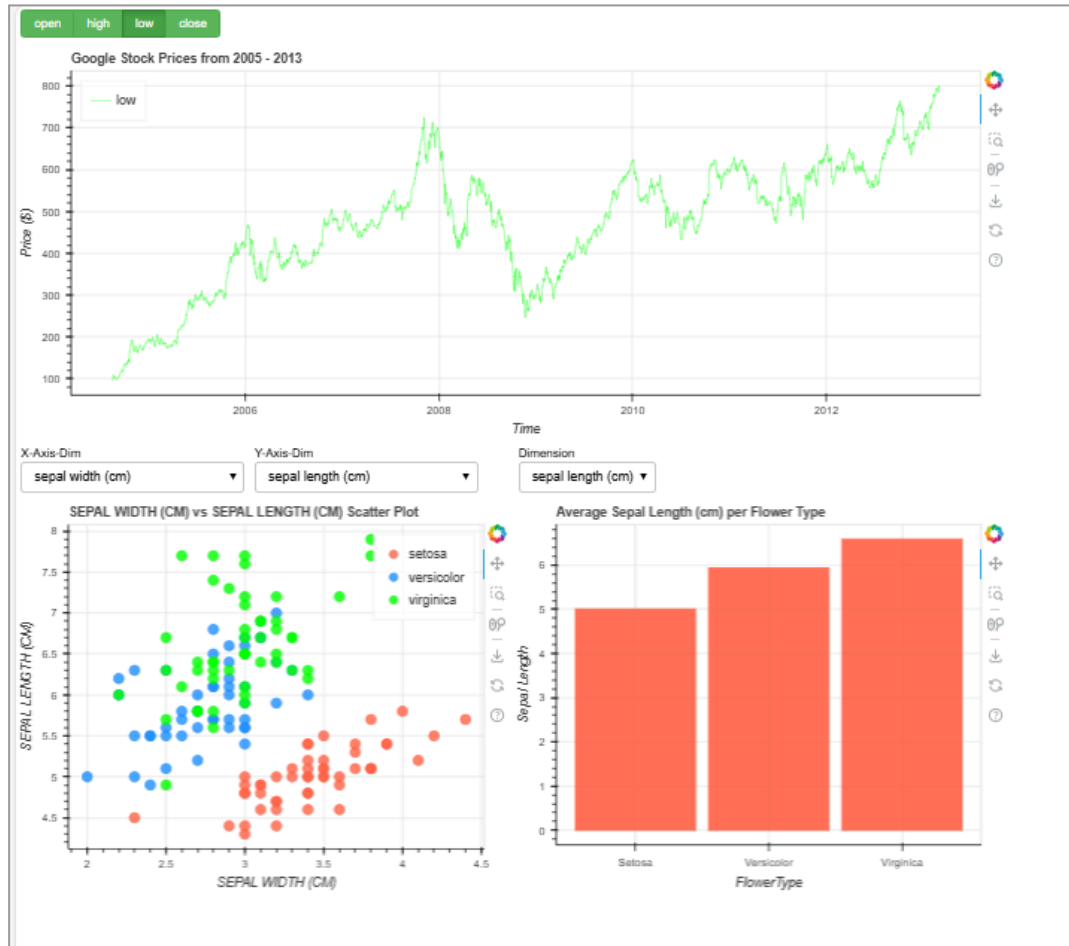 open high low close
Google Stock Prices from 2005 - 2013
low
800
700
600
500
400
300
200
100
Price ($)
2006 2008 2010 2012
Time
X-Axis-Dim Y-Axis-Dim Dimension
sepal width (cm) sepal length (cm) sepal length (cm)
SEPAL WIDTH (CM) vs SEPAL LENGTH (CM) Scatter Plot
setosa
versicolor
virginica
8
7.5
7
6.5
6
5.5
5
4.5
SEPAL LENGTH (CM)
2 2.5 3 3.5 4 4.5
SEPAL WIDTH (CM)
Average Sepal Length (cm) per Flower Type
6
5
4
3
2
1
0
Sepal Length
Setosa Versicolor Virginica
FlowerType